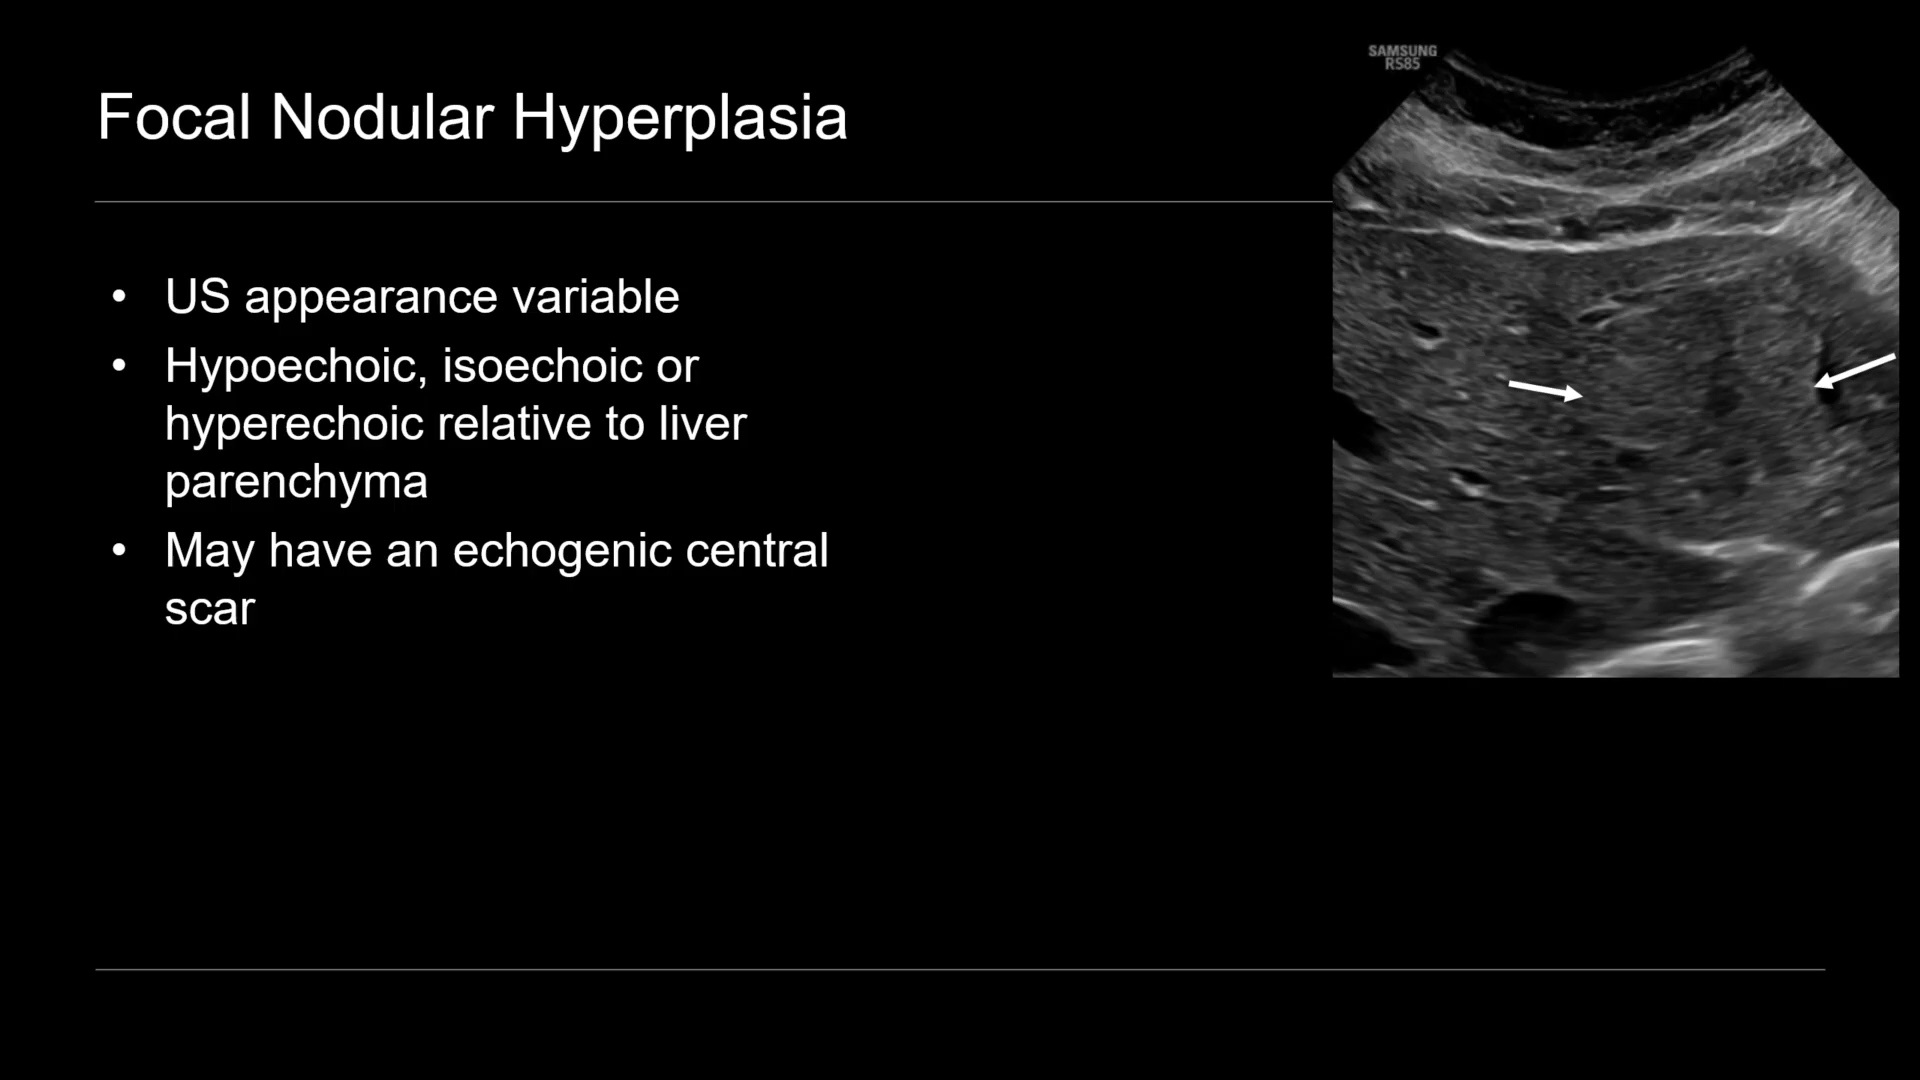 SAMSUNG
RS85
Focal Nodular Hyperplasia
• US appearance variable
• Hypoechoic, isoechoic or
hyperechoic relative to liver
parenchyma
• May have an echogenic central
scar